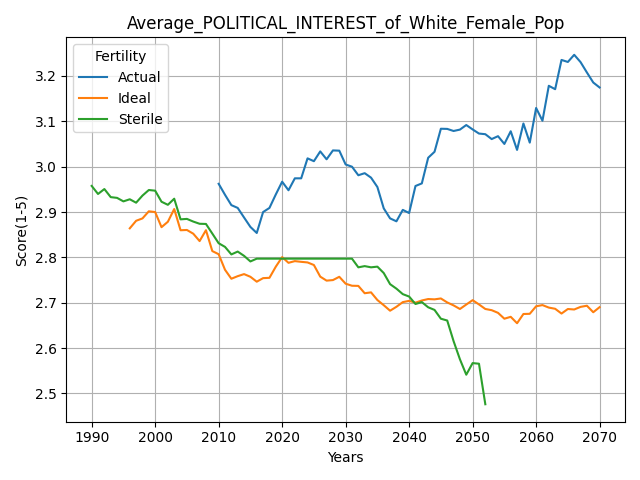 Average_POLITICAL_INTEREST_of_White_Female_Pop
Fertility
Actual
Ideal
Sterile
Score(1-5)
3.2
3.1
3.0
2.9
2.8
2.7
2.6
2.5
1990 2000 2010 2020 2030 2040 2050 2060 2070
Years